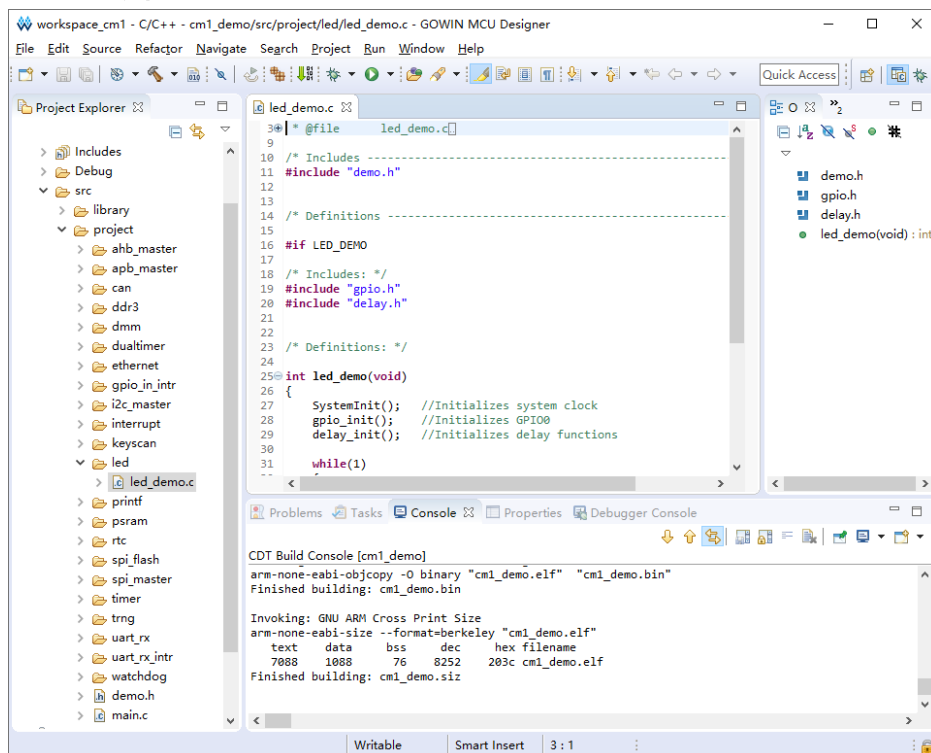 workspace_cm1 - C/C++ - cm1_demo/src/project/led/led_demo.c - GOWIN MCU Designer
File Edit Source Refactor Navigate Search Project Run Window Help
Quick Access
Project Explorer
Includes
Debug
src
library
project
ahb_master
apb_master
can
ddr3
dmm
dualtimer
ethernet
gpio_in_intr
i2c_master
interrupt
keyscan
led
led_demo.c
printf
psram
rtc
spi_flash
spi_master
timer
trng
uart_rx
uart_rx_intr
watchdog
demo.h
main.c
led_demo.c
3 * @file led_demo.c
9
10 /* Includes ------------------------------------------------------
11 #include "demo.h"
12
13
14 /* Definitions ---------------------------------------------------
15
16 #if LED_DEMO
17
18 /* Includes: */
19 #include "gpio.h"
20 #include "delay.h"
21
22
23 /* Definitions: */
24
25 int led_demo(void)
26 {
27 SystemInit(); //Initializes system clock
28 gpio_init(); //Initializes GPIO0
29 delay_init(); //Initializes delay functions
30
31 while(1)
O
2
demo.h
gpio.h
delay.h
led_demo(void) : int
Problems Tasks Console Properties Debugger Console
CDT Build Console [cm1_demo]
arm-none-eabi-objcopy -O binary "cm1_demo.elf" "cm1_demo.bin"
Finished building: cm1_demo.bin
Invoking: GNU ARM Cross Print Size
arm-none-eabi-size --format=berkeley "cm1_demo.elf"
text data bss dec hex filename
7088 1088 76 8252 203c cm1_demo.elf
Finished building: cm1_demo.siz
Writable Smart Insert 3 : 1